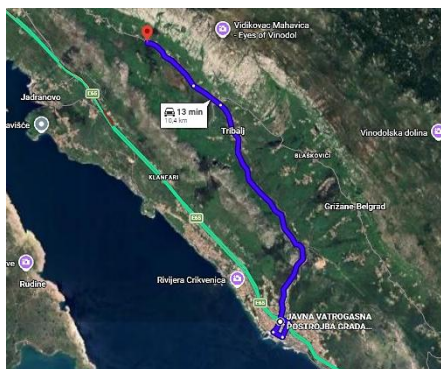 Vidikovac Mahavica
- Eyes of Vinodol
Jadranovo
E65
13 min
10,4 km
Tribalj
Vinodolska dolina
BLAŠKOVIĆI
KLANFARI
Grižane-Belgrad
E65
Rivijera Crikvenica
Rudine
E65
JAVNA VATROGASNA
POSTROJBA GRADA...